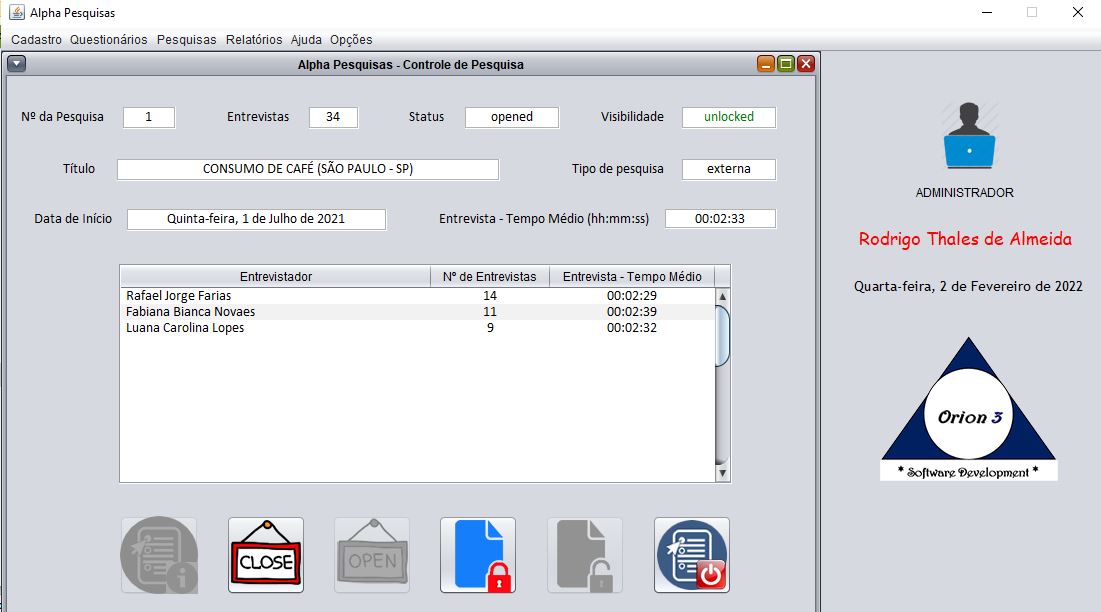 Alpha Pesquisas
Cadastro Questionários Pesquisas Relatórios Ajuda Opções
Alpha Pesquisas - Controle de Pesquisa
Nº da Pesquisa 1 Entrevistas 34 Status opened Visibilidade unlocked
Título CONSUMO DE CAFÉ (SÃO PAULO - SP) Tipo de pesquisa externa
Data de Início Quinta-feira, 1 de Julho de 2021 Entrevista - Tempo Médio (hh:mm:ss) 00:02:33
Entrevistador Nº de Entrevistas Entrevista - Tempo Médio
Rafael Jorge Farias 14 00:02:29
Fabiana Bianca Novaes 11 00:02:39
Luana Carolina Lopes 9 00:02:32
CLOSE OPEN
ADMINISTRADOR
Rodrigo Thales de Almeida
Quarta-feira, 2 de Fevereiro de 2022
Orion 3
* Software Development *